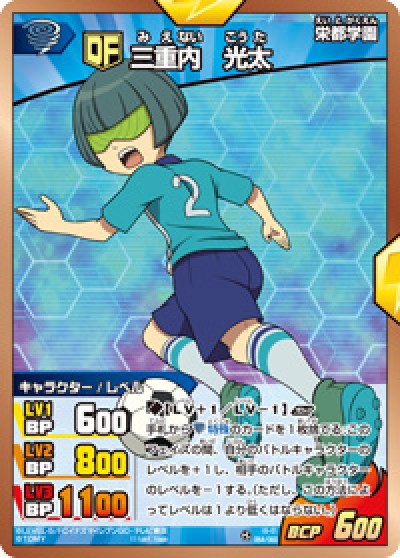 えいと がくえん
栄都学園
DF
み え ない こう た
三重内 光太
2
キャラクター / レベル
LV1
BP 600
LV2
BP 800
LV3
BP 1100
【LV+1／LV-1】
手札から 特殊のカードを1枚捨てる。この
フェイズの間、自分のバトルキャラクター
のレベルを+1し、相手のバトルキャラクター
のレベルを-1する。(ただし、この方法によ
ってレベルは1より低くはならない。)
©LEVEL-5/FCイナズマイレブンGO・テレビ東京
©TOMY
BCP 600